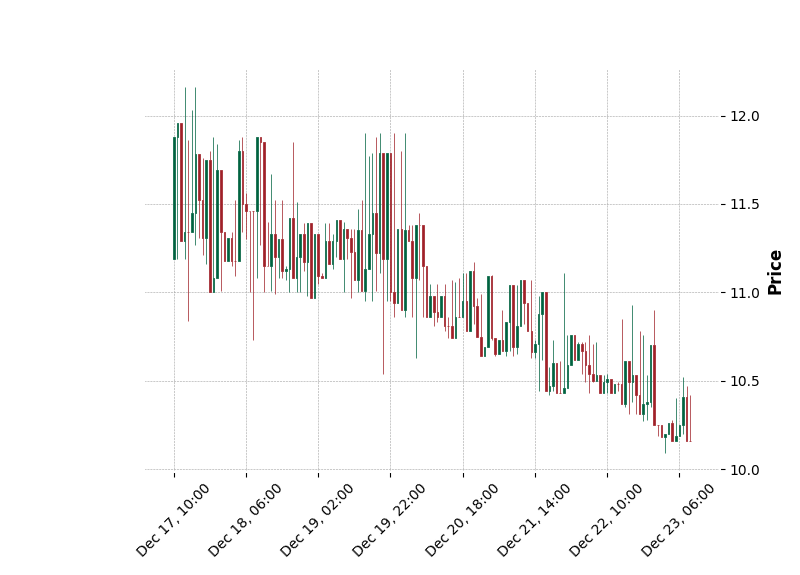 12.0
11.5
11.0
10.5
10.0
Price
Dec 17, 10:00
Dec 18, 06:00
Dec 19, 02:00
Dec 19, 22:00
Dec 20, 18:00
Dec 21, 14:00
Dec 22, 10:00
Dec 23, 06:00